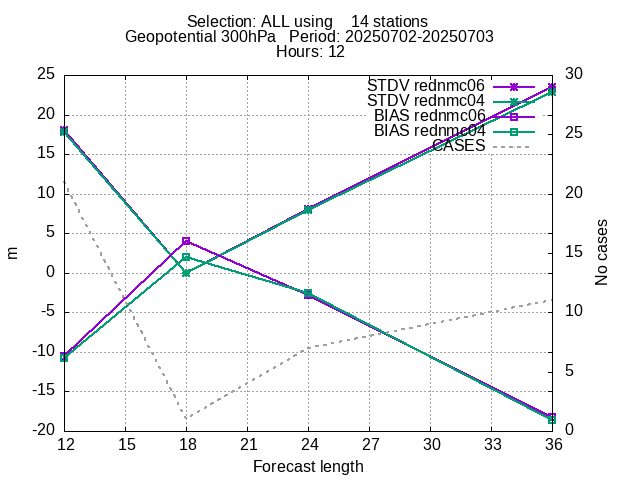 Selection: ALL using    14 stations
Geopotential 300hPa   Period: 20250702-20250703
Hours: 12
25
20
15
10
5
0
-5
-10
-15
-20
m
30
25
20
15
10
5
0
No cases
STDV rednmc06
STDV rednmc04
BIAS rednmc06
BIAS rednmc04
CASES
12 15 18 21 24 27 30 33 36
Forecast length